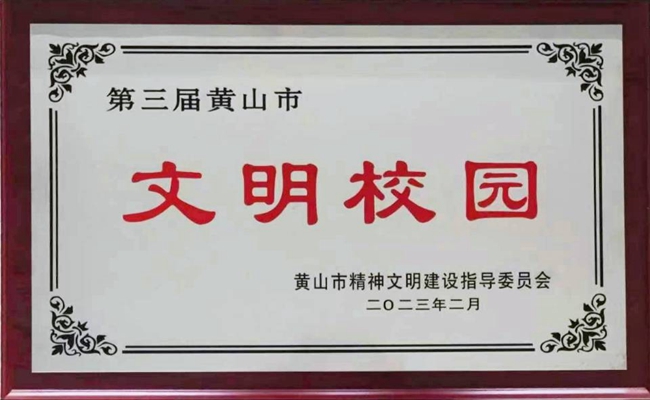 第三届黄山市
文明校园
黄山市精神文明建设指导委员会
二〇二三年二月